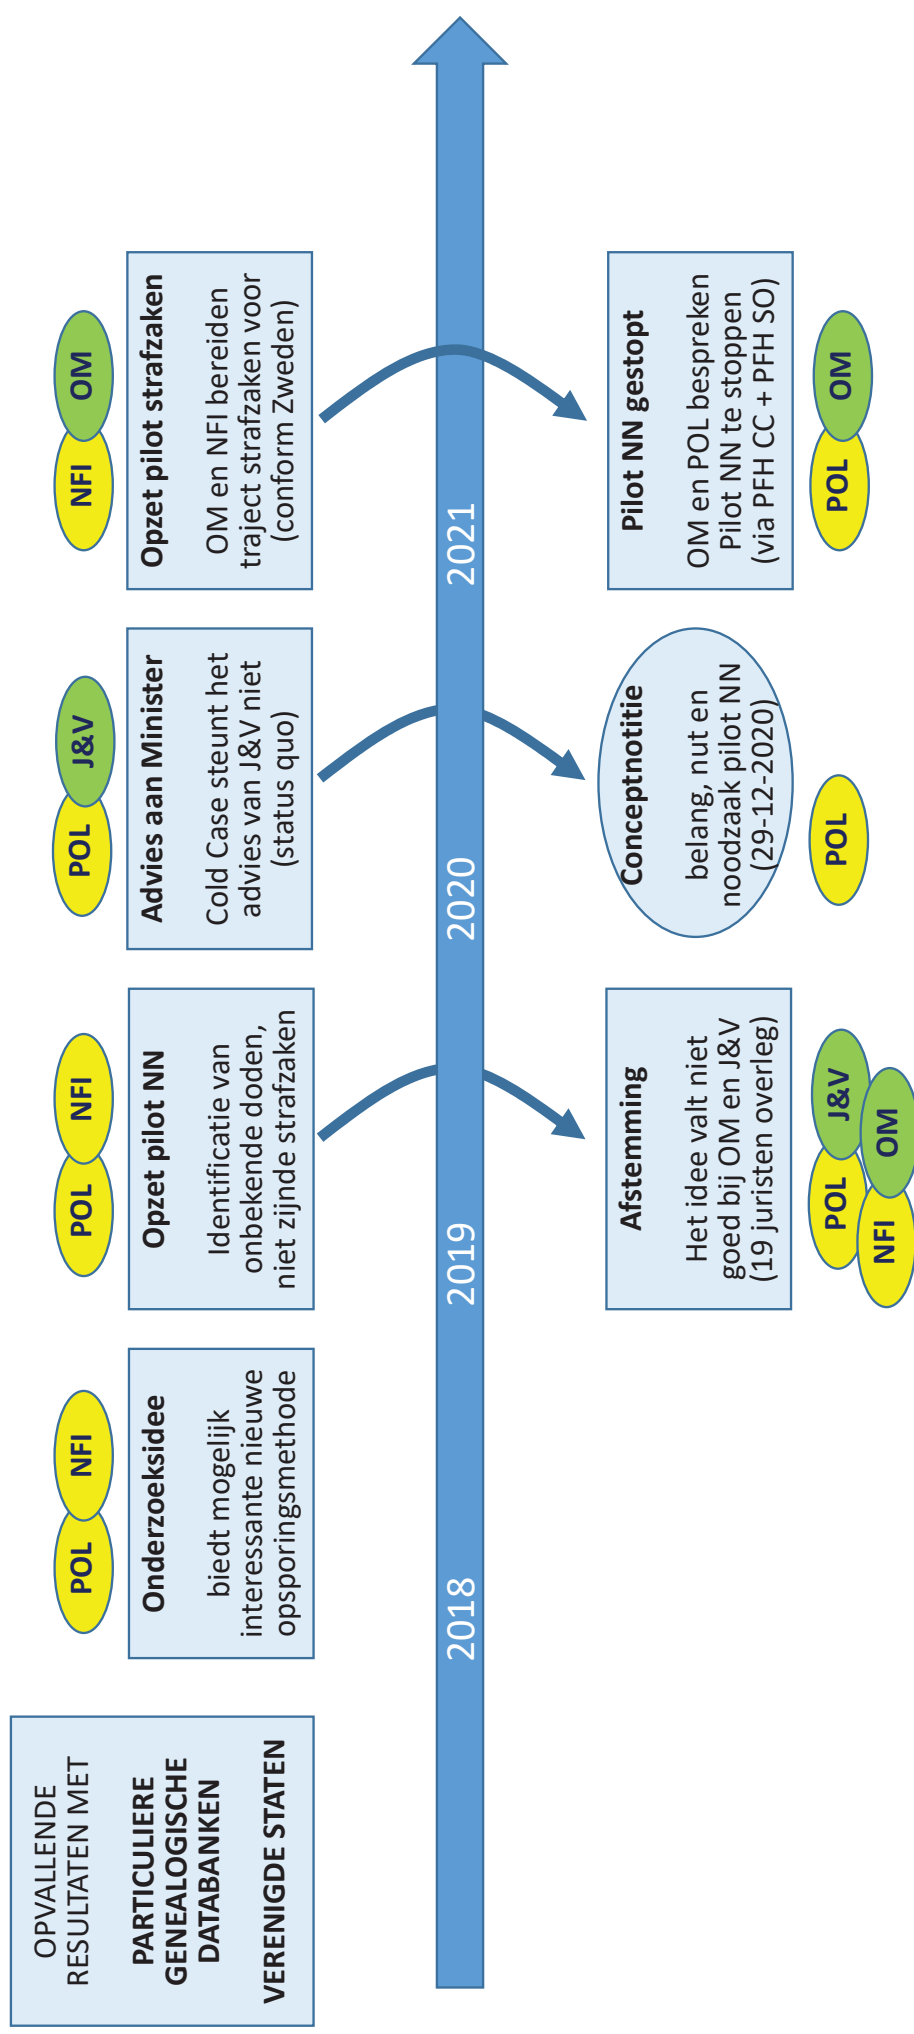 OPVALLENDE
RESULTATEN MET
PARTICULIERE
GENEALOGISCHE
DATABANKEN
VERENIGDE STATEN
POL NFI
Onderzoeksidee
biedt mogelijk
interessante nieuwe
opsporingsmethode
POL NFI
Opzet pilot NN
Identificatie van
onbekende doden,
niet zijnde strafzaken
POL J&V
Advies aan Minister
Cold Case steunt het
advies van J&V niet
(status quo)
NFI OM
Opzet pilot strafzaken
OM en NFI bereiden
traject strafzaken voor
(conform Zweden)
2018 2019 2020 2021
Afstemming
Het idee valt niet
goed bij OM en J&V
(19 juristen overleg)
POL J&V
NFI OM
Conceptnotitie
belang, nut en
noodzaak pilot NN
(29-12-2020)
POL
Pilot NN gestopt
OM en POL bespreken
Pilot NN te stoppen
(via PFH CC + PFH SO)
POL OM